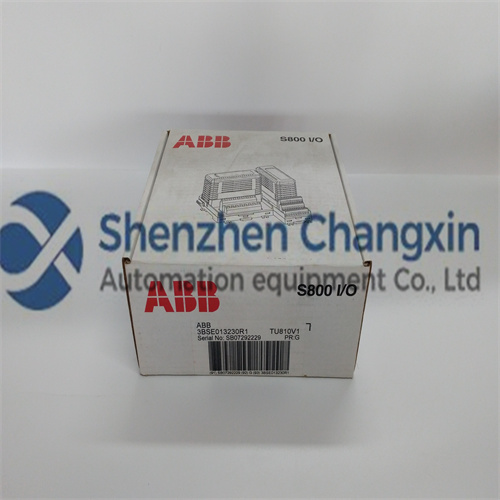 ABB S800 I/O
Shenzhen Changxin
Automation equipment Co., Ltd
ABB S800 I/O
ABB
3BSE013230R1 TU810V1
Serial No: SB07292229 PR:G